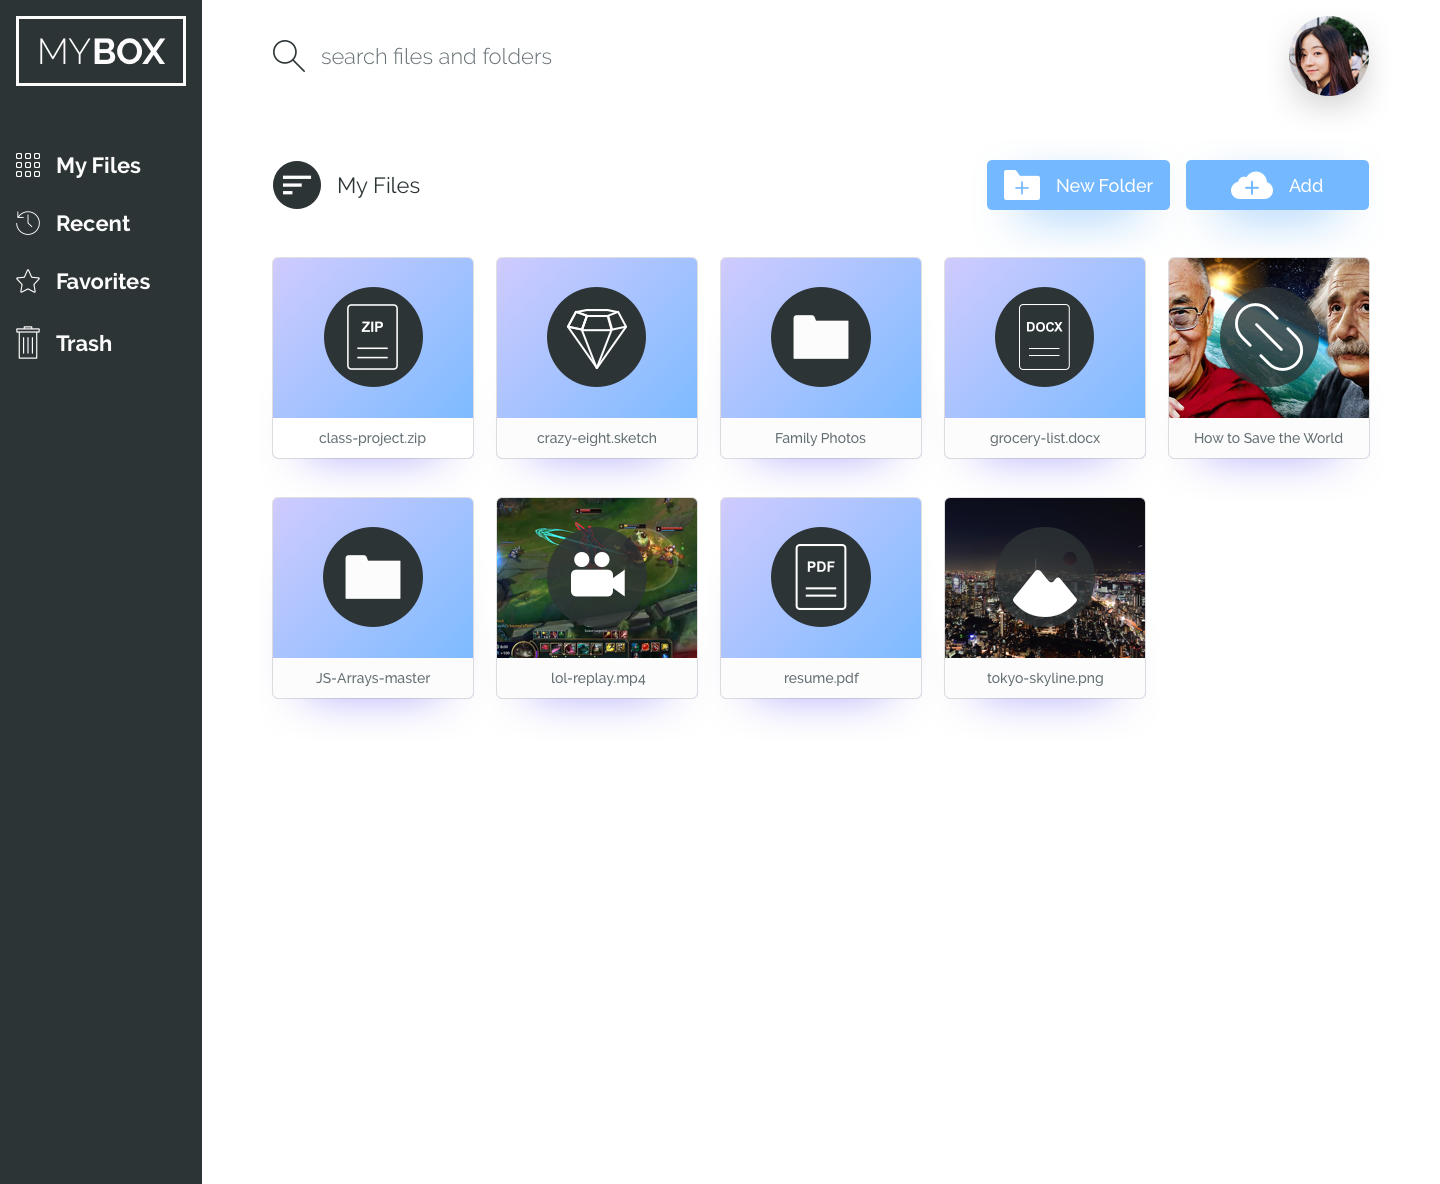 MYBOX
search files and folders
My Files
Recent
Favorites
Trash
My Files
New Folder
Add
ZIP
DOCX
class-project.zip
crazy-eight.sketch
Family Photos
grocery-list.docx
How to Save the World
PDF
JS-Arrays-master
lol-replay.mp4
resume.pdf
tokyo-skyline.png